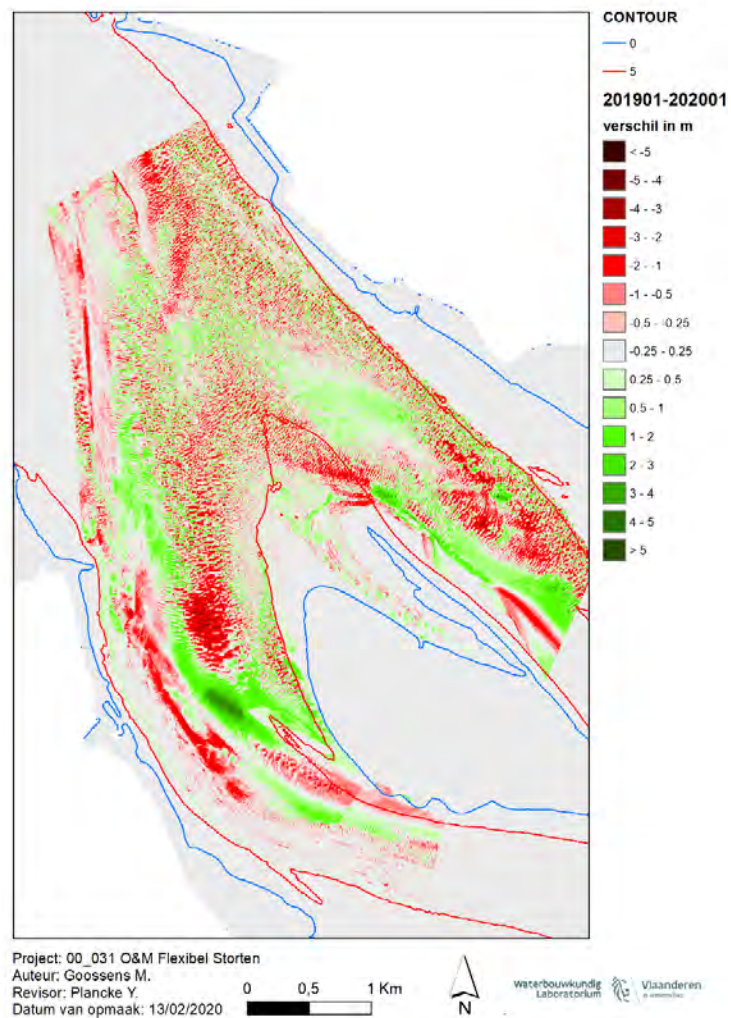 CONTOUR
0
5
201901-202001
verschil in m
< -5
-5 - -4
-4 - -3
-3 - -2
-2 - -1
-1 - -0.5
-0.5 - -0.25
-0.25 - 0.25
0.25 - 0.5
0.5 - 1
1 - 2
2 - 3
3 - 4
4 - 5
> 5
Project: 00_031 O&M Flexibel Storten
Auteur: Goossens M.
Revisor: Plancke Y.
Datum van opmaak: 13/02/2020
0 0,5 1 Km
N
Waterbouwkundig
Laboratorium
Vlaanderen